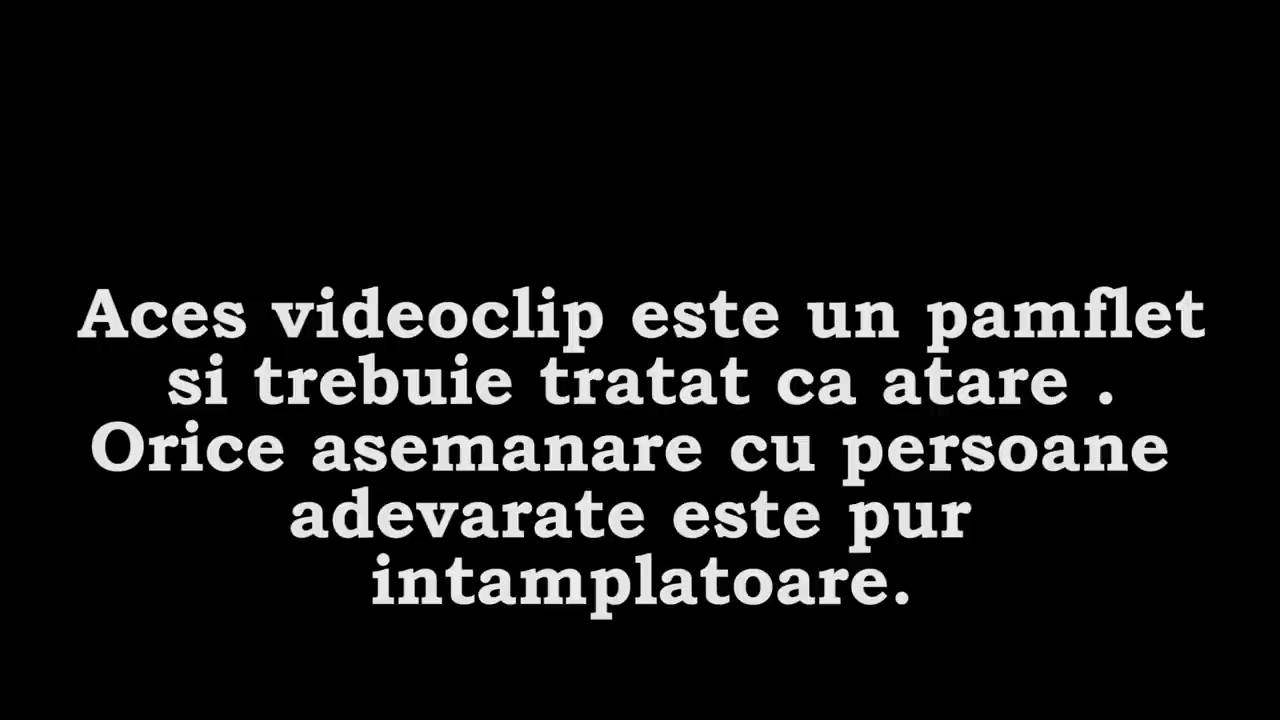 Aces videoclip este un pamflet
si trebuie tratat ca atare .
Orice asemanare cu persoane
adevarate este pur
intamplatoare.